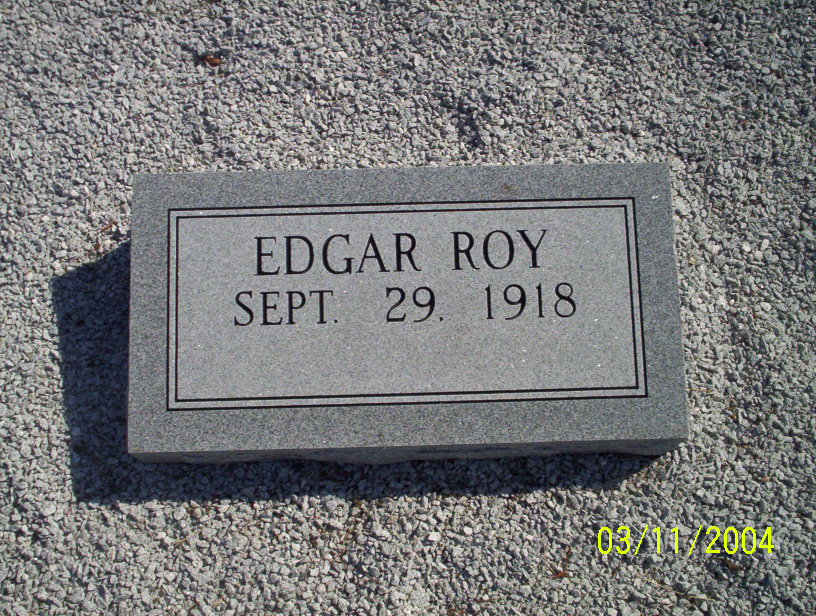 EDGAR ROY
SEPT. 29. 1918
03/11/2004